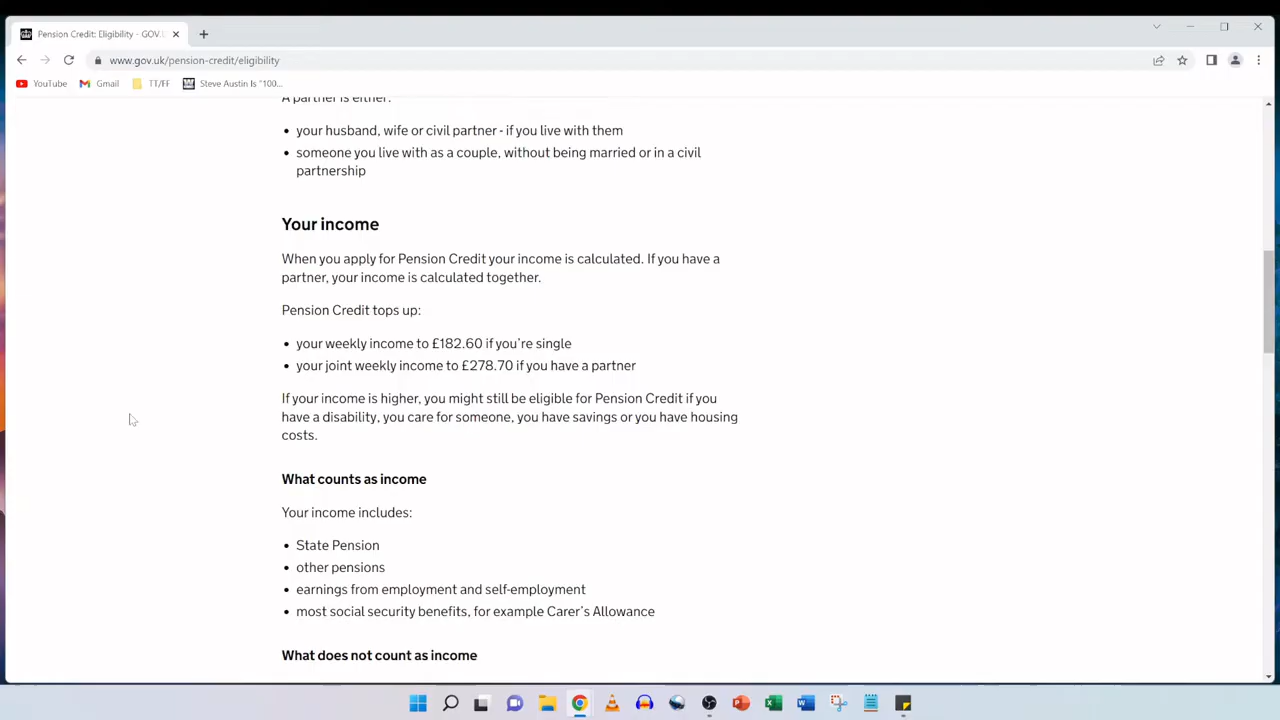 Pension Credit: Eligibility - GOV.U
www.gov.uk/pension-credit/eligibility
YouTube
Gmail
TT/FF
Steve Austin Is "100...
A partner is either:
• your husband, wife or civil partner - if you live with them
• someone you live with as a couple, without being married or in a civil
partnership
Your income
When you apply for Pension Credit your income is calculated. If you have a
partner, your income is calculated together.
Pension Credit tops up:
• your weekly income to £182.60 if you're single
• your joint weekly income to £278.70 if you have a partner
If your income is higher, you might still be eligible for Pension Credit if you
have a disability, you care for someone, you have savings or you have housing
costs.
What counts as income
Your income includes:
• State Pension
• other pensions
• earnings from employment and self-employment
• most social security benefits, for example Carer's Allowance
What does not count as income